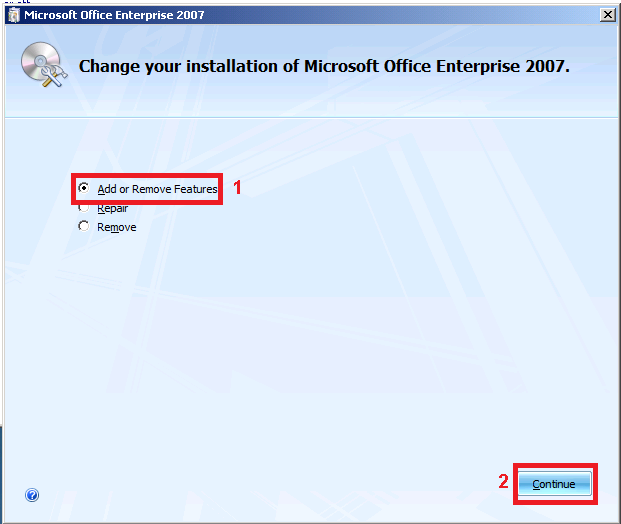 Microsoft Office Enterprise 2007
Change your installation of Microsoft Office Enterprise 2007.
Add or Remove Features 1
Repair
Remove
2 Continue
?